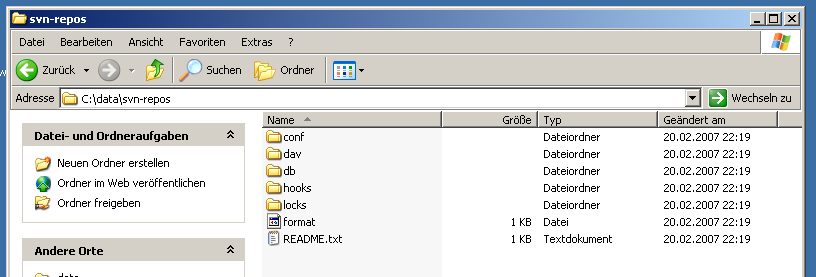 svn-repos
Datei Bearbeiten Ansicht Favoriten Extras ?
Zurück Suchen Ordner
Adresse C:\data\svn-repos Wechseln zu
Datei- und Ordneraufgaben
Neuen Ordner erstellen
Ordner im Web veröffentlichen
Ordner freigeben
Andere Orte
data
Name Größe Typ Geändert am
conf Dateiordner 20.02.2007 22:19
dav Dateiordner 20.02.2007 22:19
db Dateiordner 20.02.2007 22:19
hooks Dateiordner 20.02.2007 22:19
locks Dateiordner 20.02.2007 22:19
format 1 KB Datei 20.02.2007 22:19
README.txt 1 KB Textdokument 20.02.2007 22:19